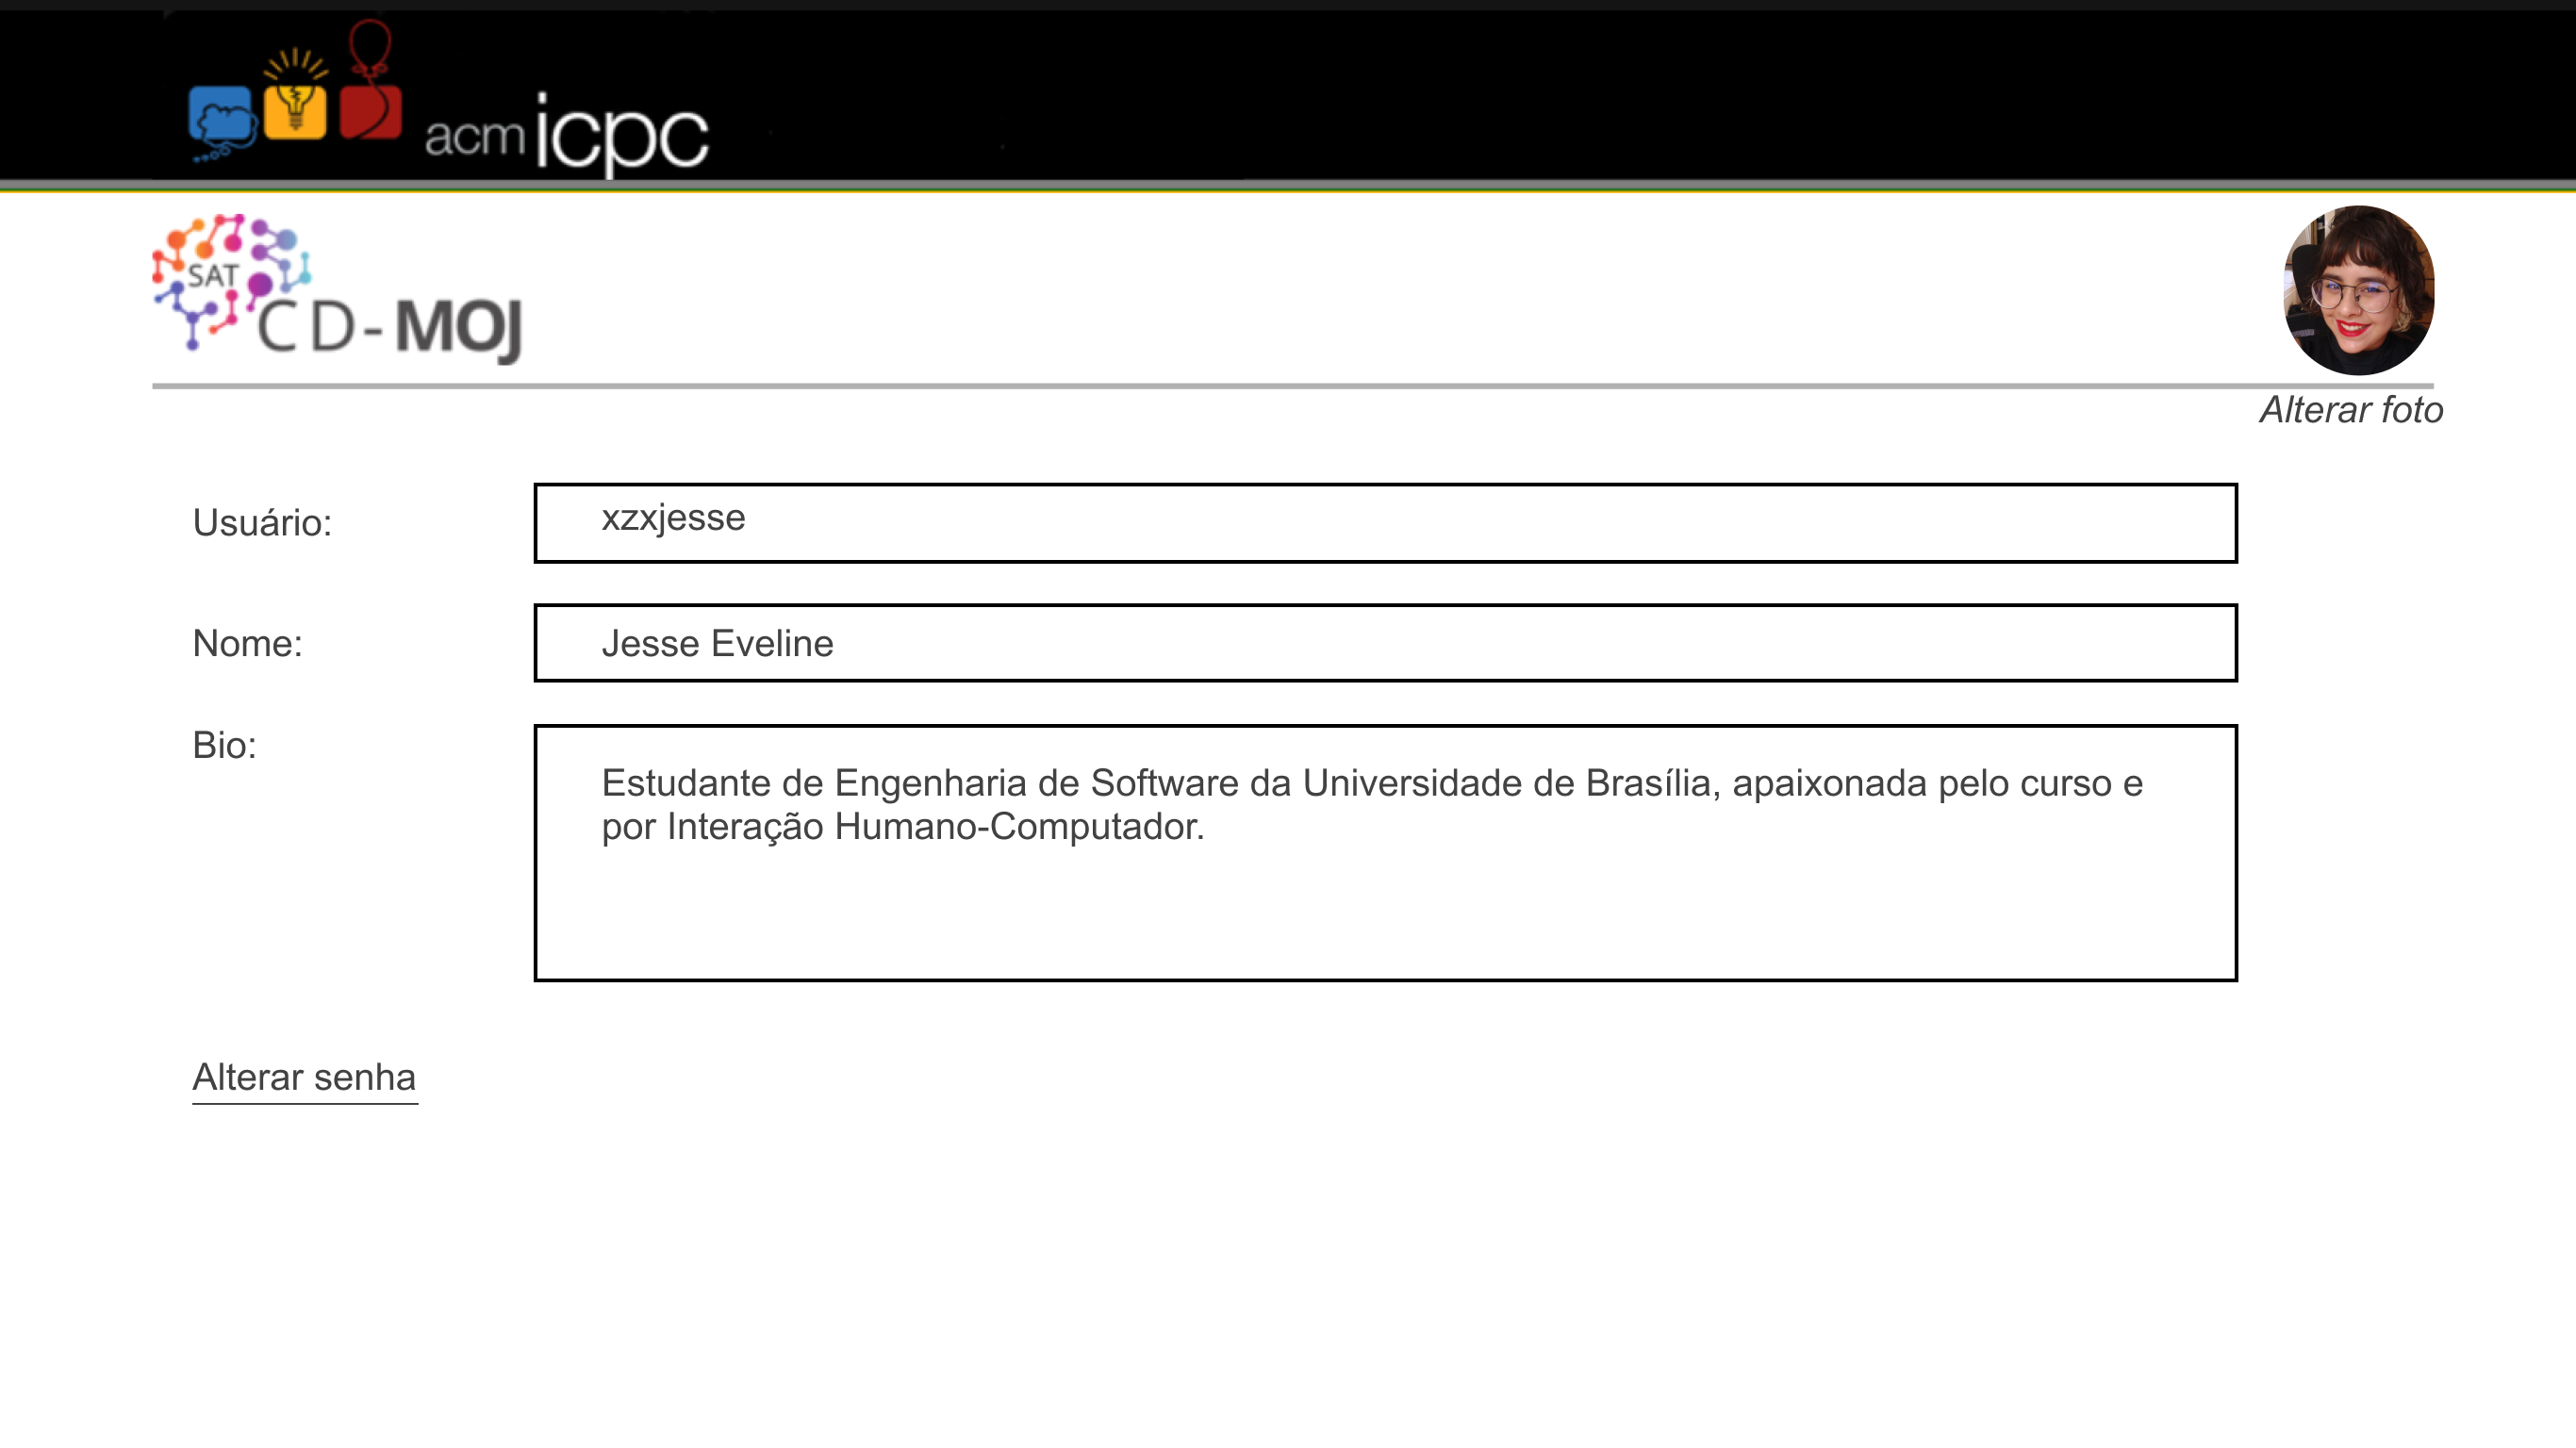 acm icpc
SAT
CD-MOJ
Alterar foto
Usuário:
xzxjesse
Nome:
Jesse Eveline
Bio:
Estudante de Engenharia de Software da Universidade de Brasília, apaixonada pelo curso e
por Interação Humano-Computador.
Alterar senha